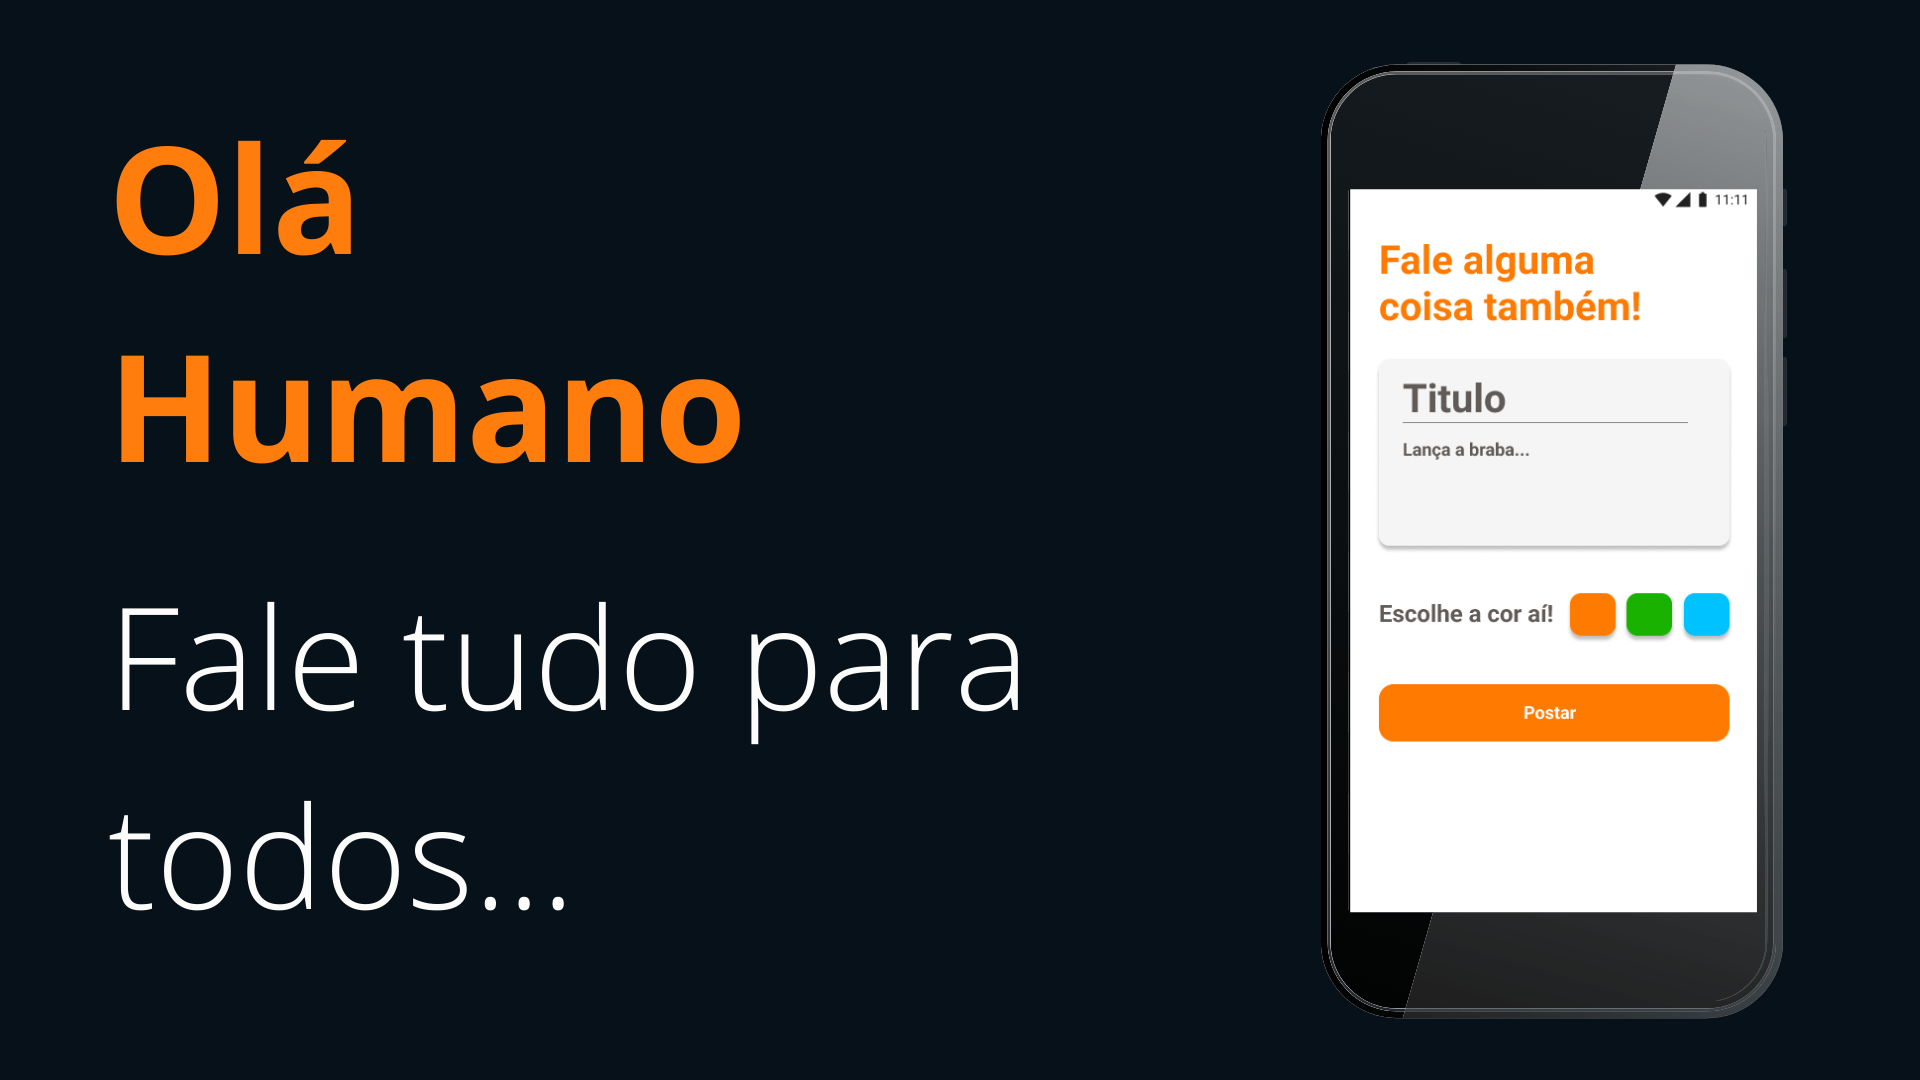 Olá
Humano
Fale tudo para
todos...
11:11
Fale alguma
coisa também!
Titulo
Lança a braba...
Escolhe a cor aí!
Postar